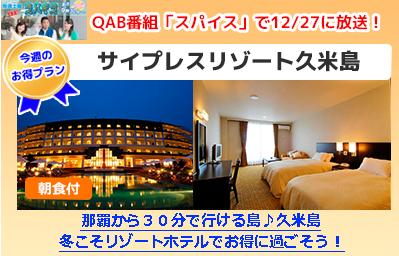 QAB番組「スパイス」で12/27に放送！
今週の
お得プラン
サイプレスリゾート久米島
朝食付
那覇から３０分で行ける島♪久米島
冬こそリゾートホテルでお得に過ごそう！